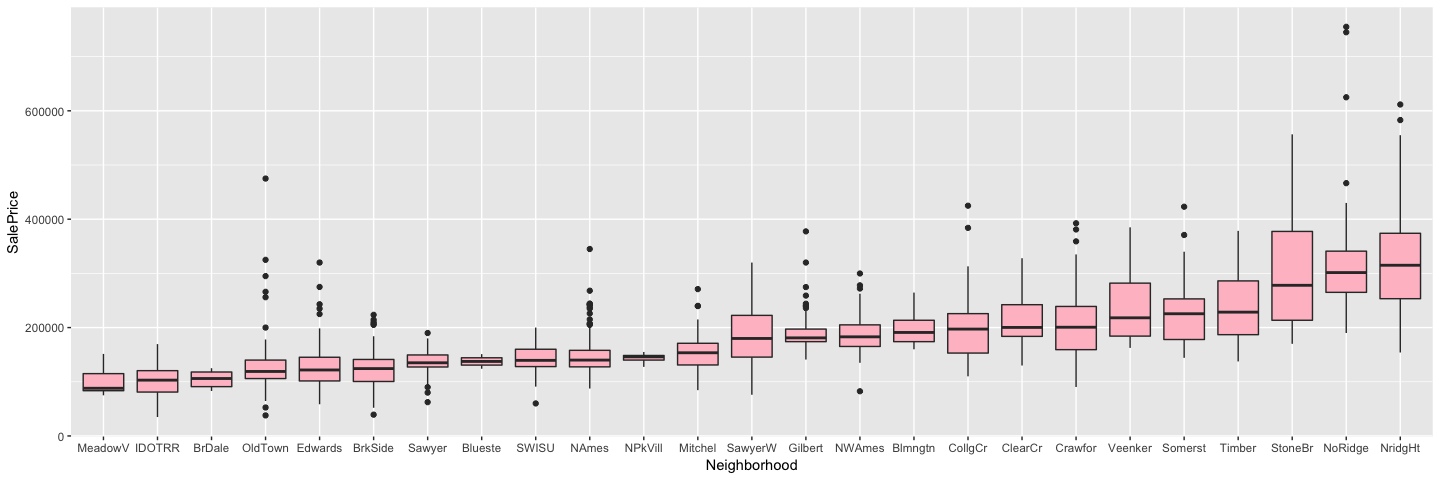 SalePrice
600000
400000
200000
0
MeadowV IDOTRR BrDale OldTown Edwards BrkSide Sawyer Blueste SWISU NAmes NPkVill Mitchel SawyerW Gilbert NWAmes Blmngtn CollgCr ClearCr Crawfor Veenker Somerst Timber StoneBr NoRidge NridgHt
Neighborhood